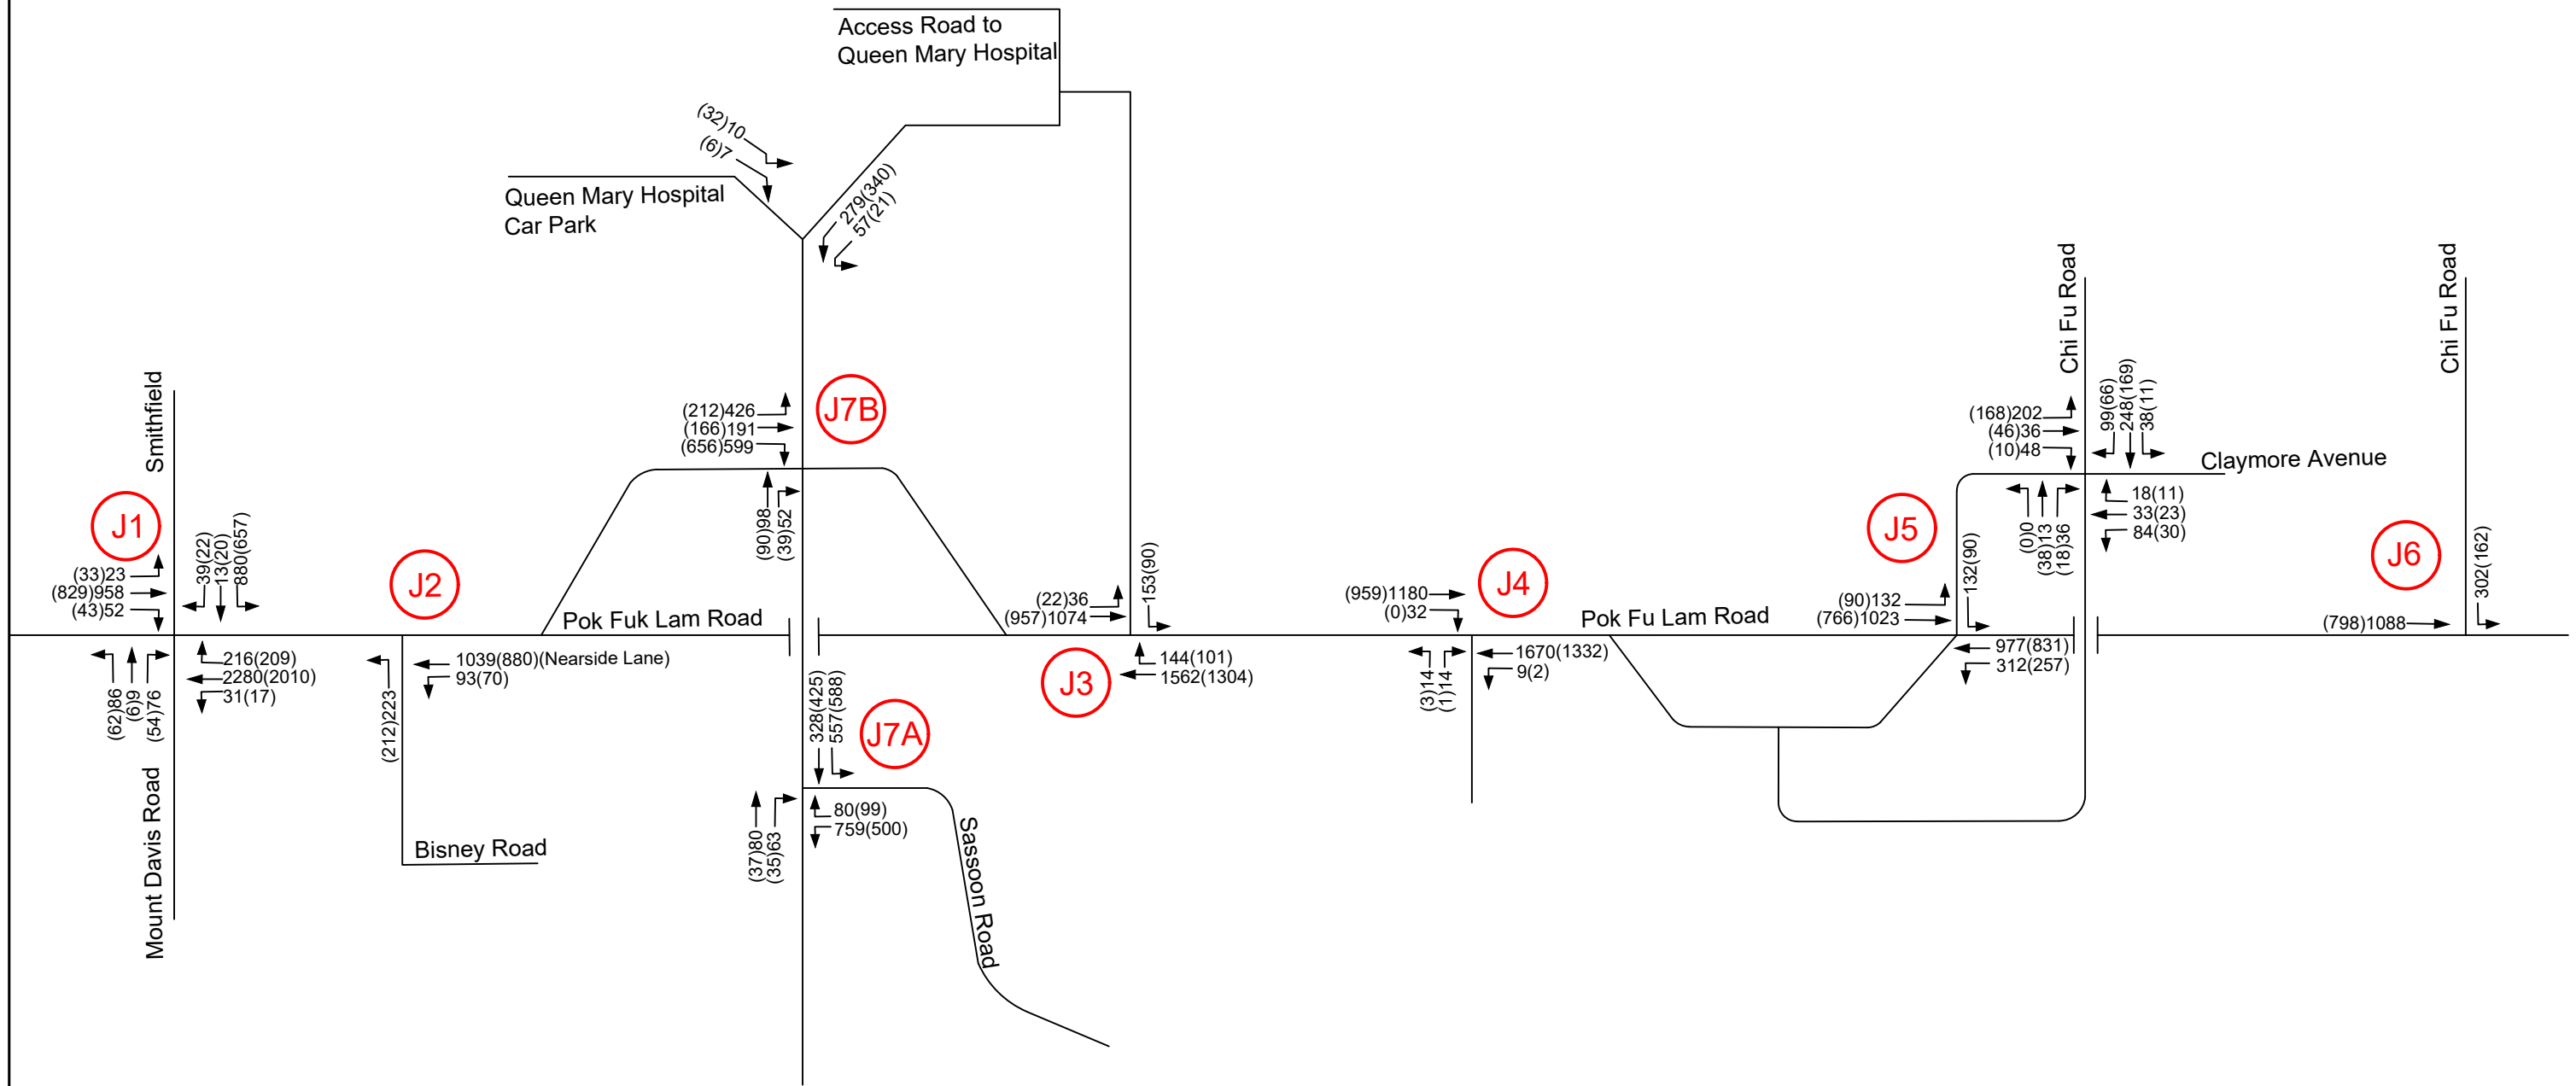 Access Road to
Queen Mary Hospital
(32)10
(6)7
Queen Mary Hospital
Car Park
279(340)
57(21)
Smithfield
J1
(33)23
(829)958
(43)52
39(22)
13(20)
880(657)
216(209)
2280(2010)
31(17)
(62)86
(6)9
(54)76
Mount Davis Road
J2
1039(880)(Nearside Lane)
93(70)
(212)223
Bisney Road
Pok Fuk Lam Road
J7B
(212)426
(166)191
(656)599
(90)98
(39)52
328(425)
557(588)
J7A
80(99)
759(500)
(37)80
(35)63
Sassoon Road
(22)36
(957)1074
153(90)
J3
144(101)
1562(1304)
J4
(959)1180
(0)32
(3)14
(1)14
1670(1332)
9(2)
Pok Fu Lam Road
J5
(90)132
(766)1023
132(90)
977(831)
312(257)
Chi Fu Road
(168)202
(46)36
(10)48
99(66)
248(169)
38(11)
Claymore Avenue
18(11)
33(23)
84(30)
(0)0
(38)13
(18)36
Chi Fu Road
J6
302(162)
(798)1088